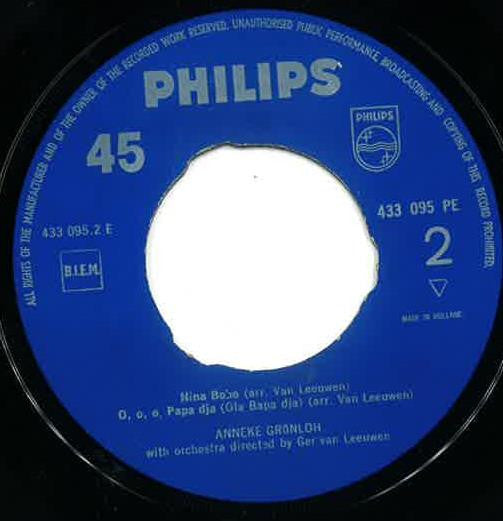 ALL RIGHTS OF THE MANUFACTURER AND OF THE OWNER OF THE RECORDED WORK RESERVED. UNAUTHORISED PUBLIC PERFORMANCE, BROADCASTING AND COPYING OF THIS RECORD PROHIBITED.
PHILIPS
PHILIPS
45
433 095 PE
433 095.2 E
2
B.I.E.M.
MADE IN HOLLAND
Nina Bobo (arr. Van Leeuwen)
O, o, o, Papa dja (Gla Bapa dja) (arr. Van Leeuwen)
ANNEKE GRÖNLOH
with orchestra directed by Ger van Leeuwen